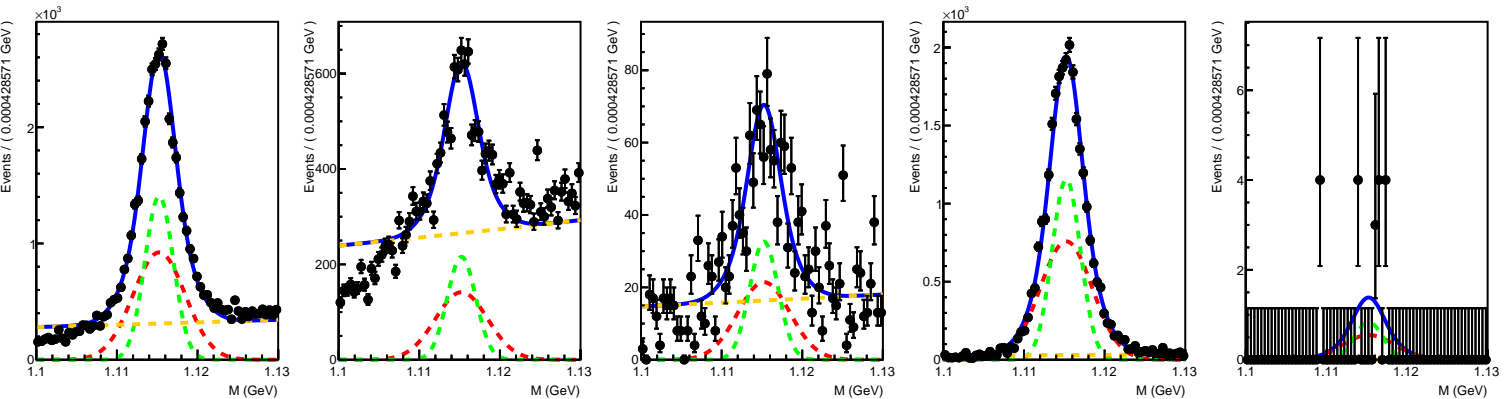 ×10³
Events / ( 0.000428571 GeV )
2
1
0
1.1 1.11 1.12 1.13
M (GeV)
Events / ( 0.000428571 GeV )
600
400
200
0
1.1 1.11 1.12 1.13
M (GeV)
Events / ( 0.000428571 GeV )
80
60
40
20
0
1.1 1.11 1.12 1.13
M (GeV)
×10³
Events / ( 0.000428571 GeV )
2
1.5
1
0.5
0
1.1 1.11 1.12 1.13
M (GeV)
Events / ( 0.000428571 GeV )
6
4
2
0
1.1 1.11 1.12 1.13
M (GeV)